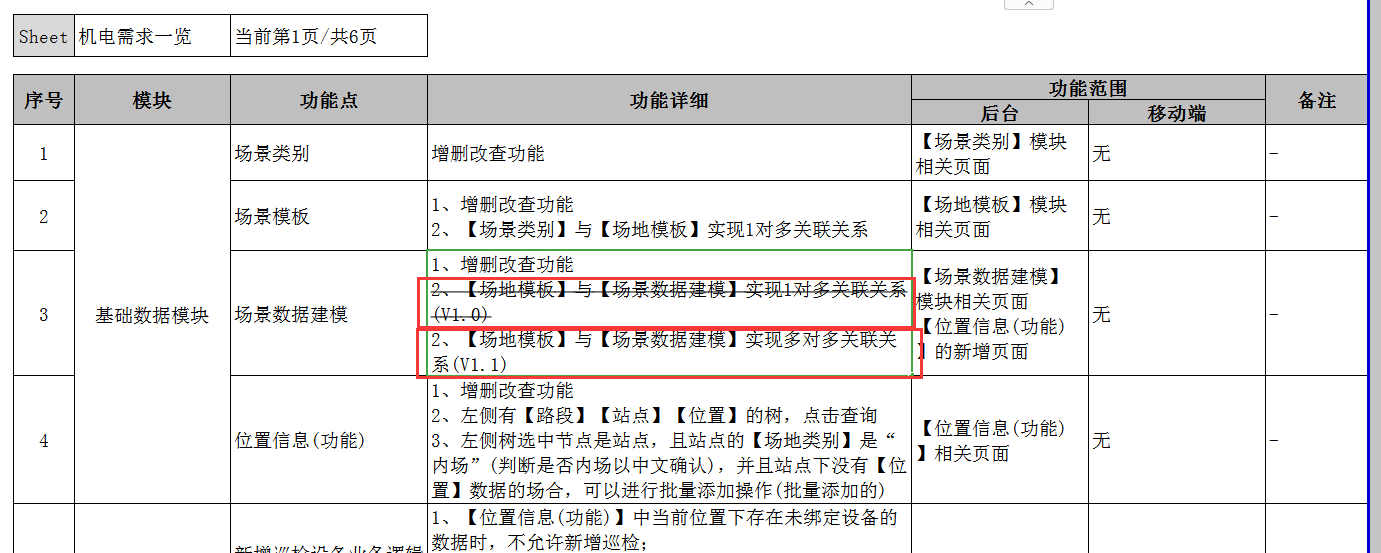 Sheet 机电需求一览 当前第1页/共6页
序号 模块 功能点 功能详细 功能范围 备注
后台 移动端
1 基础数据模块 场景类别 增删改查功能 【场景类别】模块
相关页面 无 -
2 场景模板 1、增删改查功能
2、【场景类别】与【场地模板】实现1对多关联关系 【场地模板】模块
相关页面 无 -
3 场景数据建模 1、增删改查功能
2、【场地模板】与【场景数据建模】实现1对多关联关系
(V1.0)
2、【场地模板】与【场景数据建模】实现多对多关联关
系(V1.1) 【场景数据建模】
模块相关页面
【位置信息(功能)
】的新增页面 无 -
4 位置信息(功能) 1、增删改查功能
2、左侧有【路段】【站点】【位置】的树，点击查询
3、左侧树选中节点是站点，且站点的【场地类别】是“
内场”(判断是否内场以中文确认)，并且站点下没有【位
置】数据的场合，可以进行批量添加操作(批量添加的) 【位置信息(功能)
】相关页面 无 -
新增巡检设备业务逻辑 1、【位置信息(功能)】中当前位置下存在未绑定设备的
数据时，不允许新增巡检；